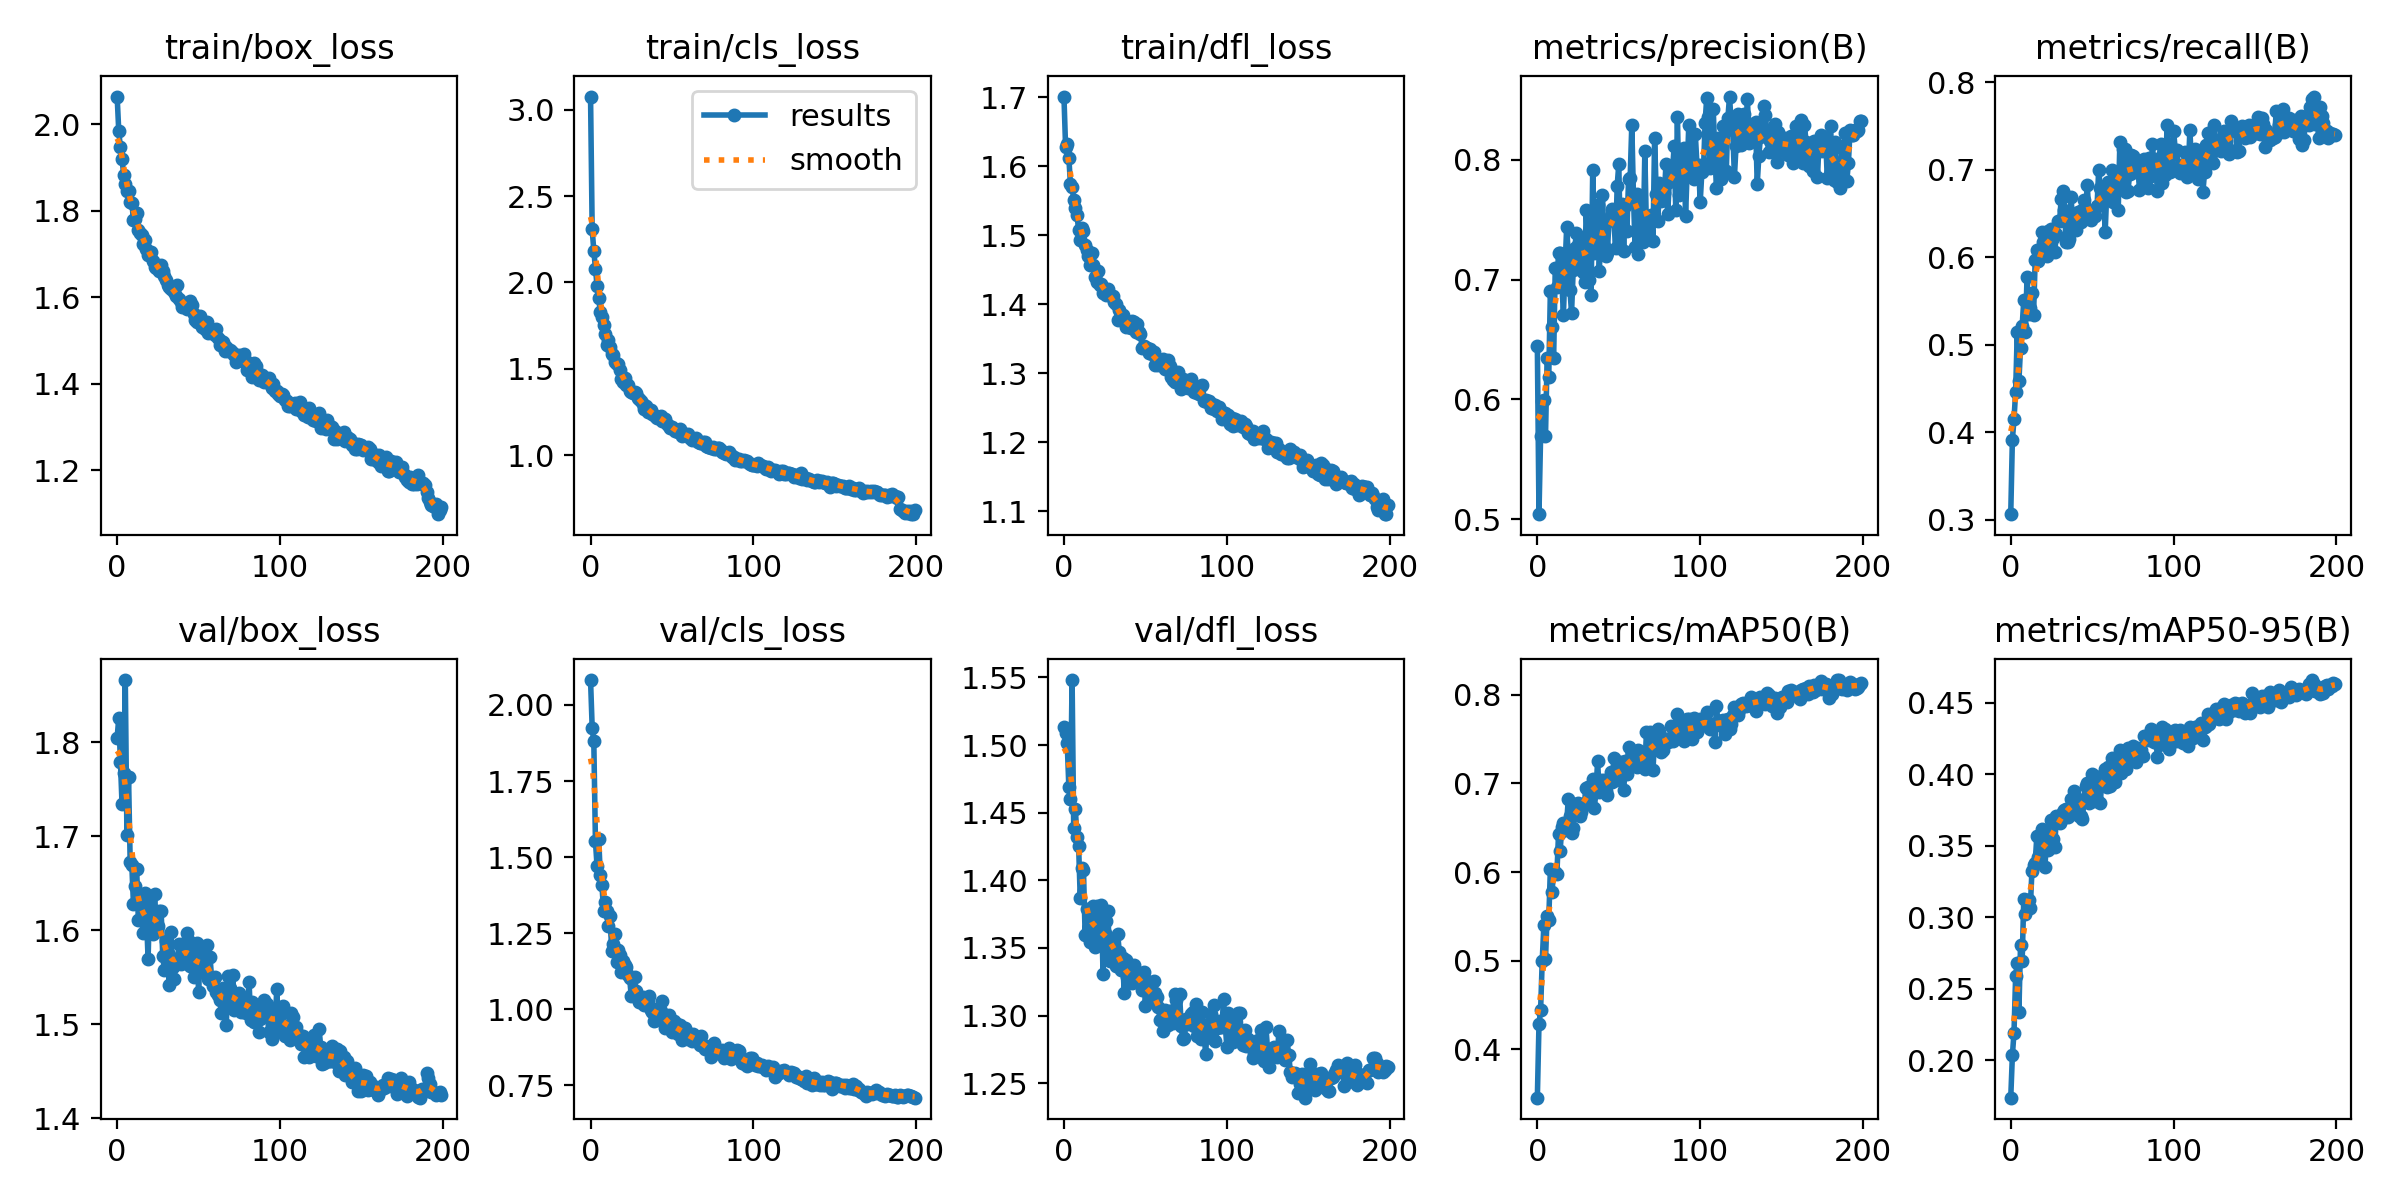 train/box_loss
2.0
1.8
1.6
1.4
1.2
0 100 200
train/cls_loss
results
smooth
3.0
2.5
2.0
1.5
1.0
0 100 200
train/dfl_loss
1.7
1.6
1.5
1.4
1.3
1.2
1.1
0 100 200
metrics/precision(B)
0.8
0.7
0.6
0.5
0 100 200
metrics/recall(B)
0.8
0.7
0.6
0.5
0.4
0.3
0 100 200
val/box_loss
1.8
1.7
1.6
1.5
1.4
0 100 200
val/cls_loss
2.00
1.75
1.50
1.25
1.00
0.75
0 100 200
val/dfl_loss
1.55
1.50
1.45
1.40
1.35
1.30
1.25
0 100 200
metrics/mAP50(B)
0.8
0.7
0.6
0.5
0.4
0 100 200
metrics/mAP50-95(B)
0.45
0.40
0.35
0.30
0.25
0.20
0 100 200